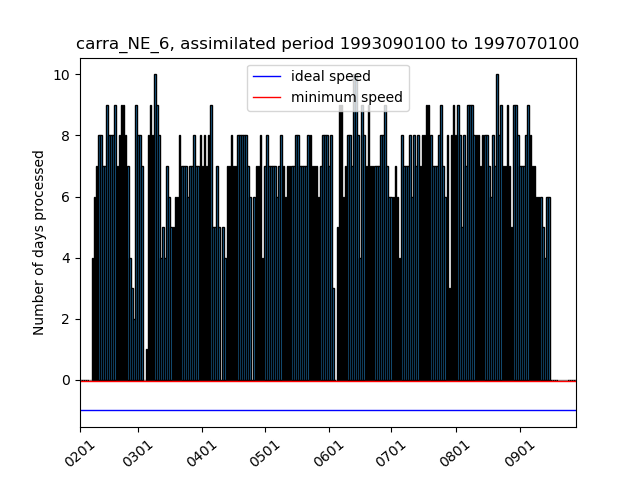 carra_NE_6, assimilated period 1993090100 to 1997070100
ideal speed
minimum speed
Number of days processed
10
8
6
4
2
0
0201 0301 0401 0501 0601 0701 0801 0901